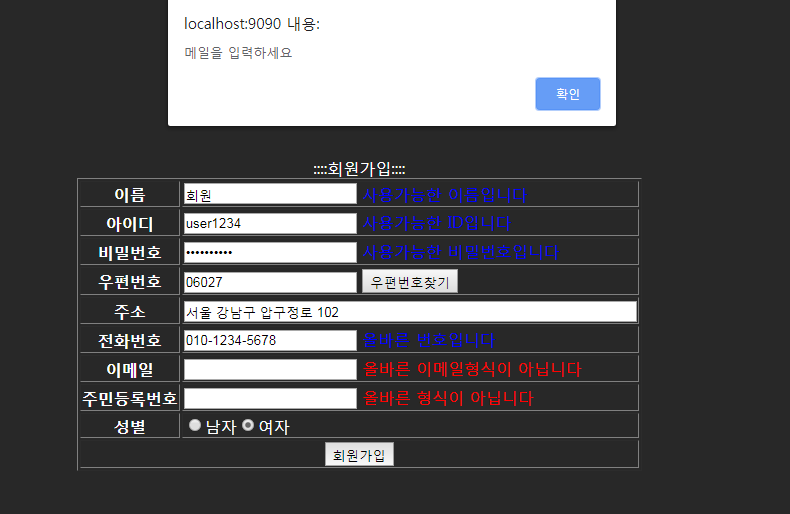 localhost:9090 내용:
메일을 입력하세요
확인
::::회원가입::::
이름 회원 사용가능한 이름입니다
아이디 user1234 사용가능한 ID입니다
비밀번호 •••••••••• 사용가능한 비밀번호입니다
우편번호 06027 우편번호찾기
주소 서울 강남구 압구정로 102
전화번호 010-1234-5678 올바른 번호입니다
이메일 올바른 이메일형식이 아닙니다
주민등록번호 올바른 형식이 아닙니다
성별 남자 여자
회원가입